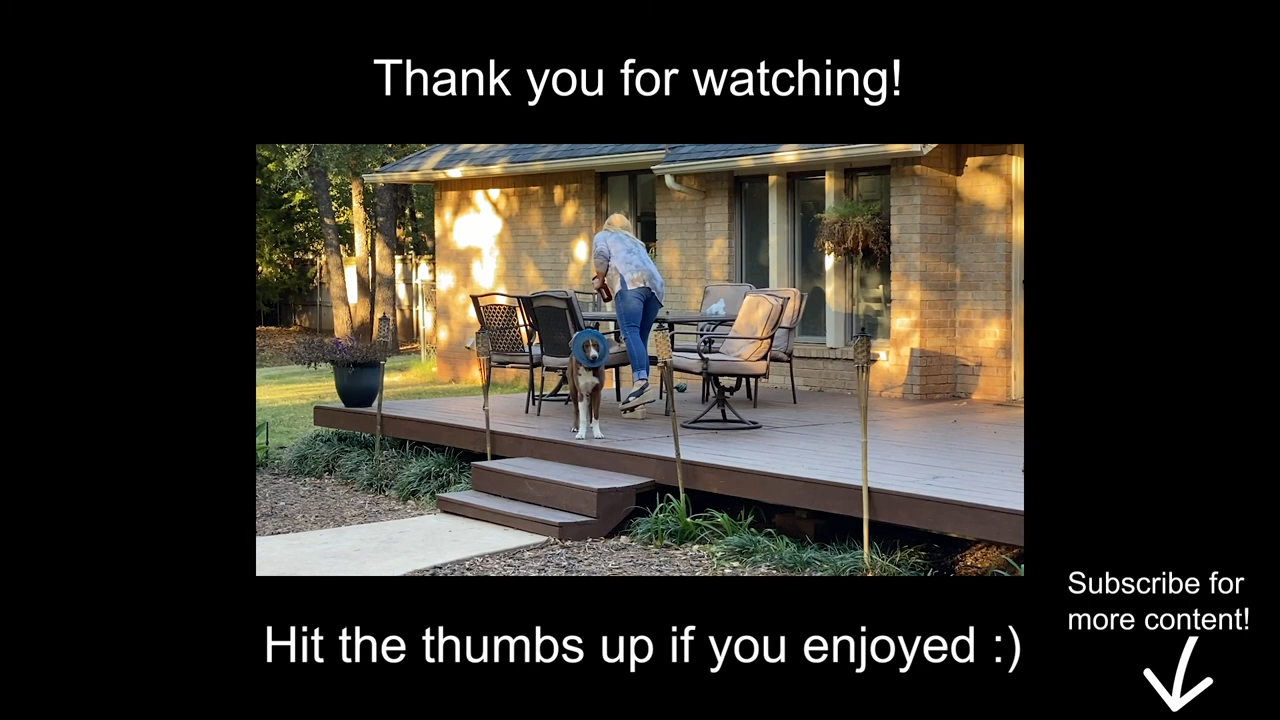 Thank you for watching!
Hit the thumbs up if you enjoyed :)
Subscribe for
more content!